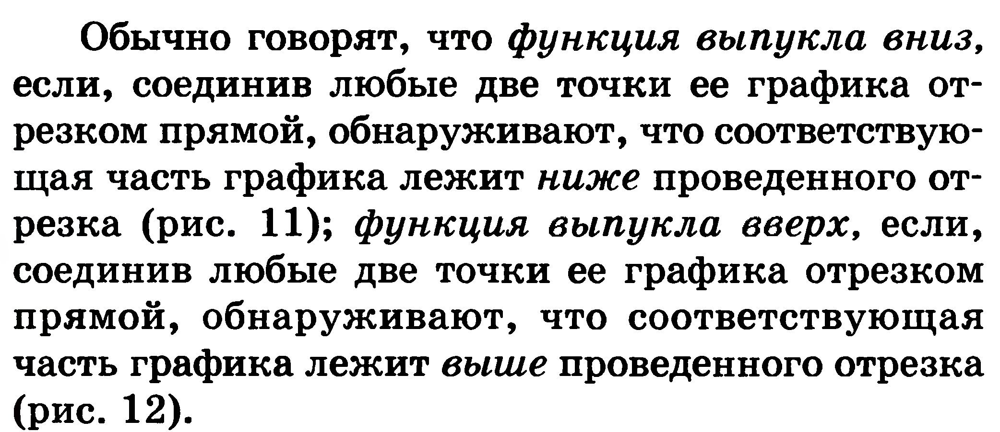 Обычно говорят, что функция выпукла вниз,
если, соединив любые две точки ее графика от-
резком прямой, обнаруживают, что соответствую-
щая часть графика лежит ниже проведенного от-
резка (рис. 11); функция выпукла вверх, если,
соединив любые две точки ее графика отрезком
прямой, обнаруживают, что соответствующая
часть графика лежит выше проведенного отрезка
(рис. 12).